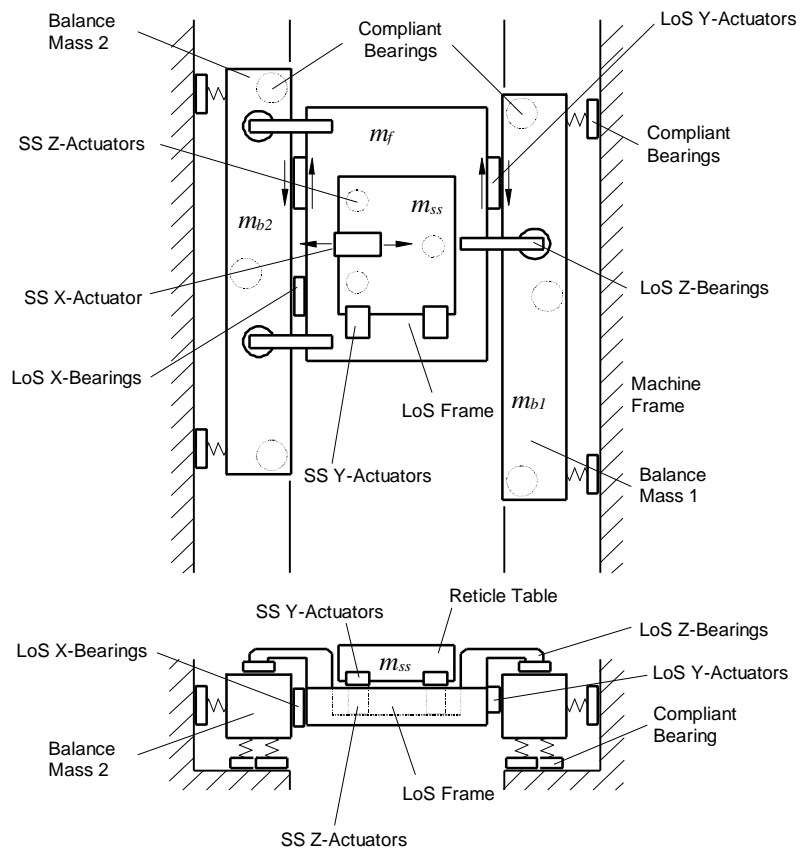 Balance
Mass 2
Compliant
Bearings
LoS Y-Actuators
SS Z-Actuators
m_f
Compliant
Bearings
m_ss
m_b2
SS X-Actuator
LoS Z-Bearings
LoS X-Bearings
LoS Frame
m_b1
Machine
Frame
SS Y-Actuators
Balance
Mass 1
Reticle Table
SS Y-Actuators
LoS X-Bearings
LoS Z-Bearings
m_ss
LoS Y-Actuators
Balance
Mass 2
Compliant
Bearing
LoS Frame
SS Z-Actuators